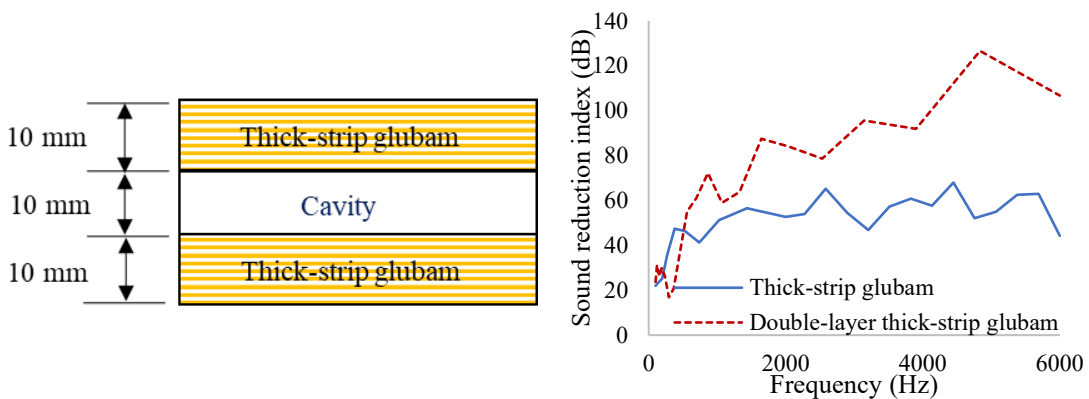 10 mm
Thick-strip glubam
10 mm
Cavity
10 mm
Thick-strip glubam
Sound reduction index (dB)
140
120
100
80
60
40
20
0
Thick-strip glubam
Double-layer thick-strip glubam
0
2000
4000
6000
Frequency (Hz)